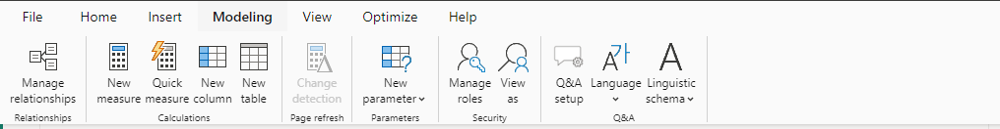 File Home Insert Modeling View Optimize Help
Manage relationships
New measure
Quick measure
New column
New table
Change detection
New parameter
Manage roles
View as
Q&A setup
Language
Linguistic schema
Relationships Calculations Page refresh Parameters Security Q&A